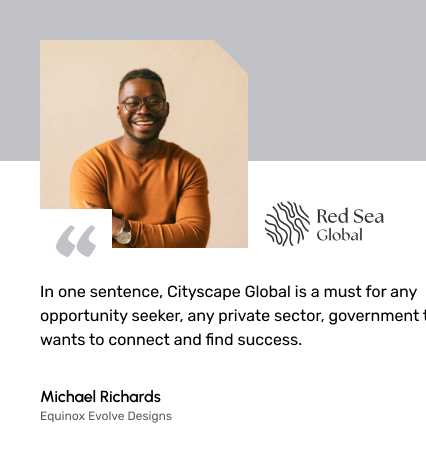 Red Sea
Global
In one sentence, Cityscape Global is a must for any
opportunity seeker, any private sector, government
wants to connect and find success.
Michael Richards
Equinox Evolve Designs